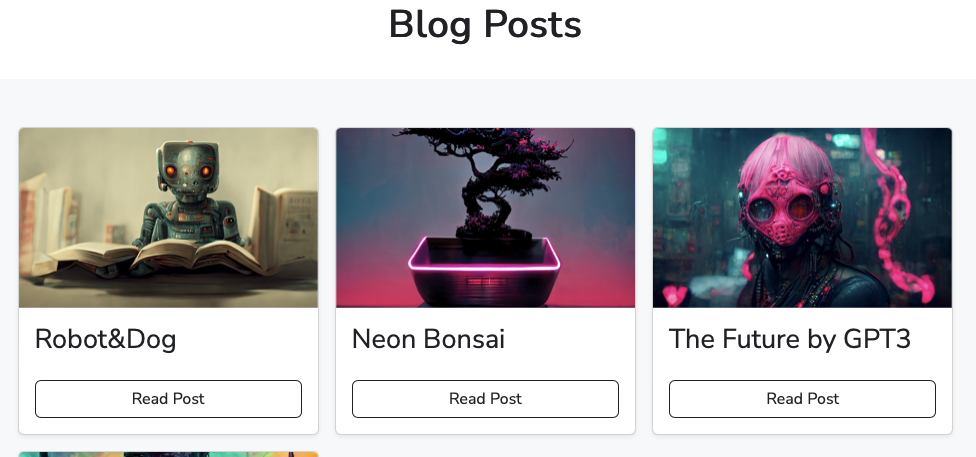 Blog Posts
Robot&Dog
Neon Bonsai
The Future by GPT3
Read Post
Read Post
Read Post